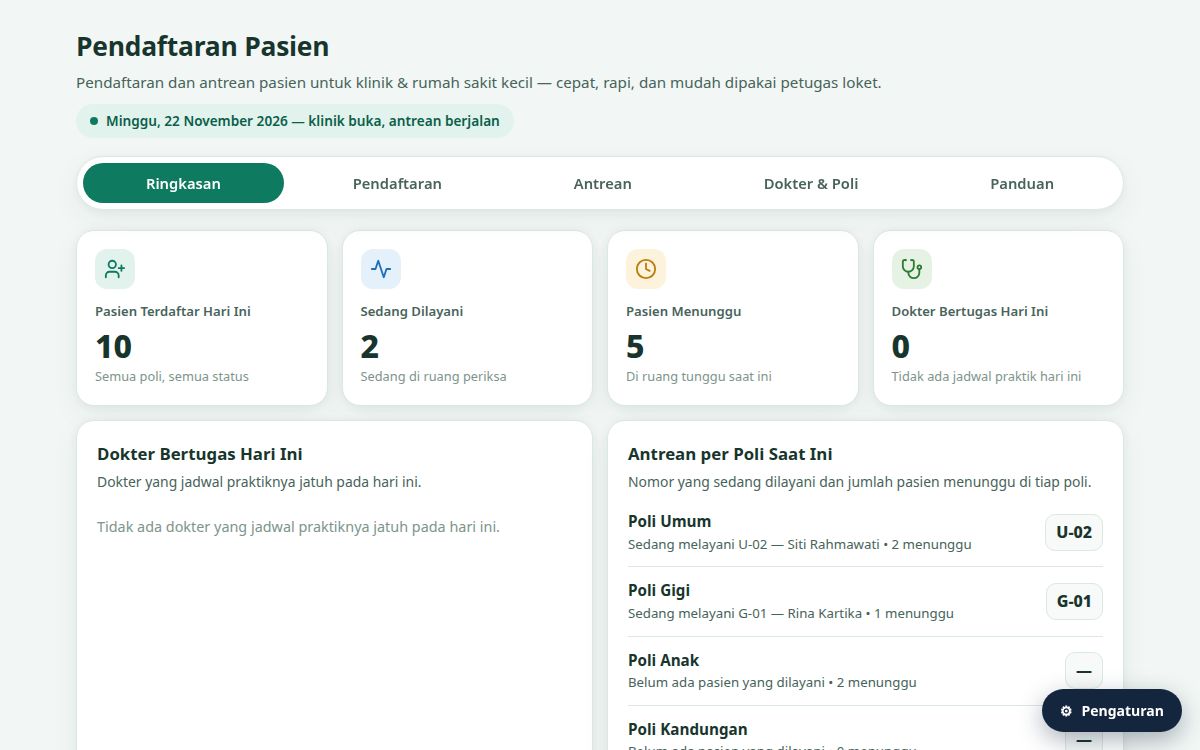 Pendaftaran Pasien
Pendaftaran dan antrean pasien untuk klinik & rumah sakit kecil — cepat, rapi, dan mudah dipakai petugas loket.
Minggu, 22 November 2026 — klinik buka, antrean berjalan
Ringkasan
Pendaftaran
Antrean
Dokter & Poli
Panduan
Pasien Terdaftar Hari Ini
10
Semua poli, semua status
Sedang Dilayani
2
Sedang di ruang periksa
Pasien Menunggu
5
Di ruang tunggu saat ini
Dokter Bertugas Hari Ini
0
Tidak ada jadwal praktik hari ini
Dokter Bertugas Hari Ini
Dokter yang jadwal praktiknya jatuh pada hari ini.
Tidak ada dokter yang jadwal praktiknya jatuh pada hari ini.
Antrean per Poli Saat Ini
Nomor yang sedang dilayani dan jumlah pasien menunggu di tiap poli.
Poli Umum
Sedang melayani U-02 — Siti Rahmawati • 2 menunggu
U-02
Poli Gigi
Sedang melayani G-01 — Rina Kartika • 1 menunggu
G-01
Poli Anak
Belum ada pasien yang dilayani • 2 menunggu
—
Poli Kandungan
—
⚙ Pengaturan